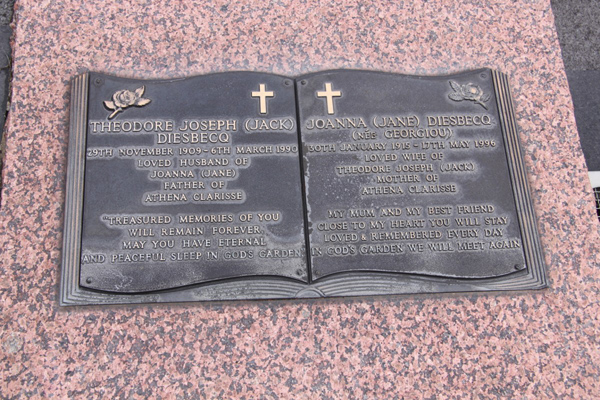 THEODORE JOSEPH (JACK)
DIESBECQ
29TH NOVEMBER 1909 - 6TH MARCH 1990
LOVED HUSBAND OF
JOANNA (JANE)
FATHER OF
ATHENA CLARISSE
"TREASURED MEMORIES OF YOU
WILL REMAIN FOREVER,
MAY YOU HAVE ETERNAL
AND PEACEFUL SLEEP IN GOD'S GARDEN."
JOANNA (JANE) DIESBECQ
(NÉE GEORGIOU)
30TH JANUARY 1915 - 17TH MAY 1996
LOVED WIFE OF
THEODORE JOSEPH (JACK)
MOTHER OF
ATHENA CLARISSE
MY MUM AND MY BEST FRIEND
CLOSE TO MY HEART YOU WILL STAY
LOVED & REMEMBERED EVERY DAY
IN GOD'S GARDEN WE WILL MEET AGAIN